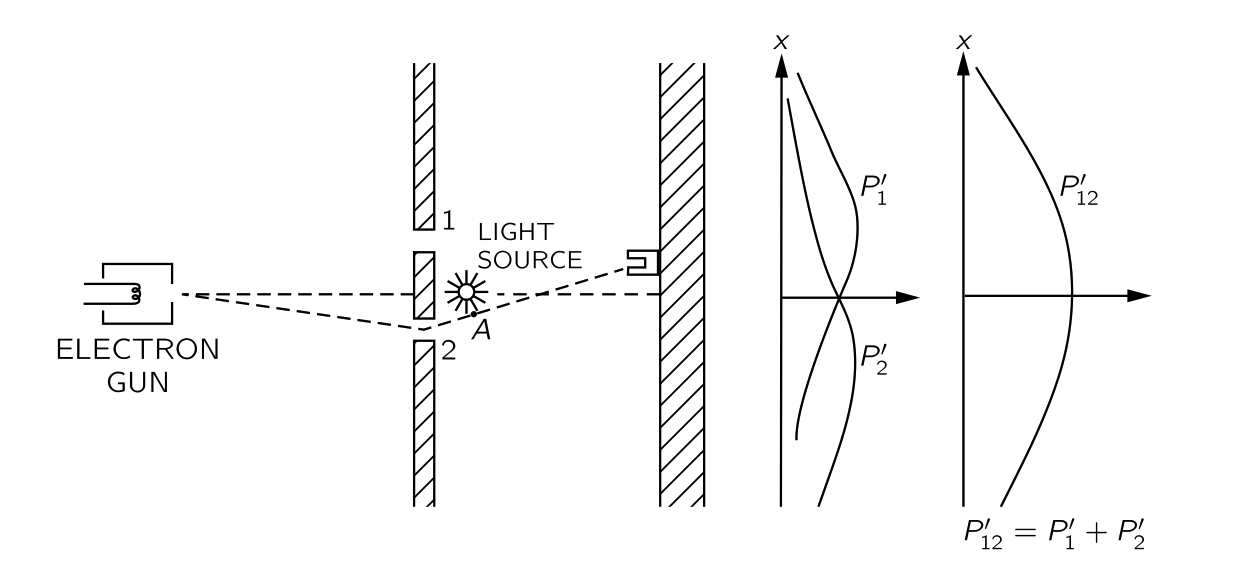 ELECTRON
GUN
1
2
LIGHT
SOURCE
A
x
P′₁
P′₂
x
P′₁₂
P′₁₂ = P′₁ + P′₂